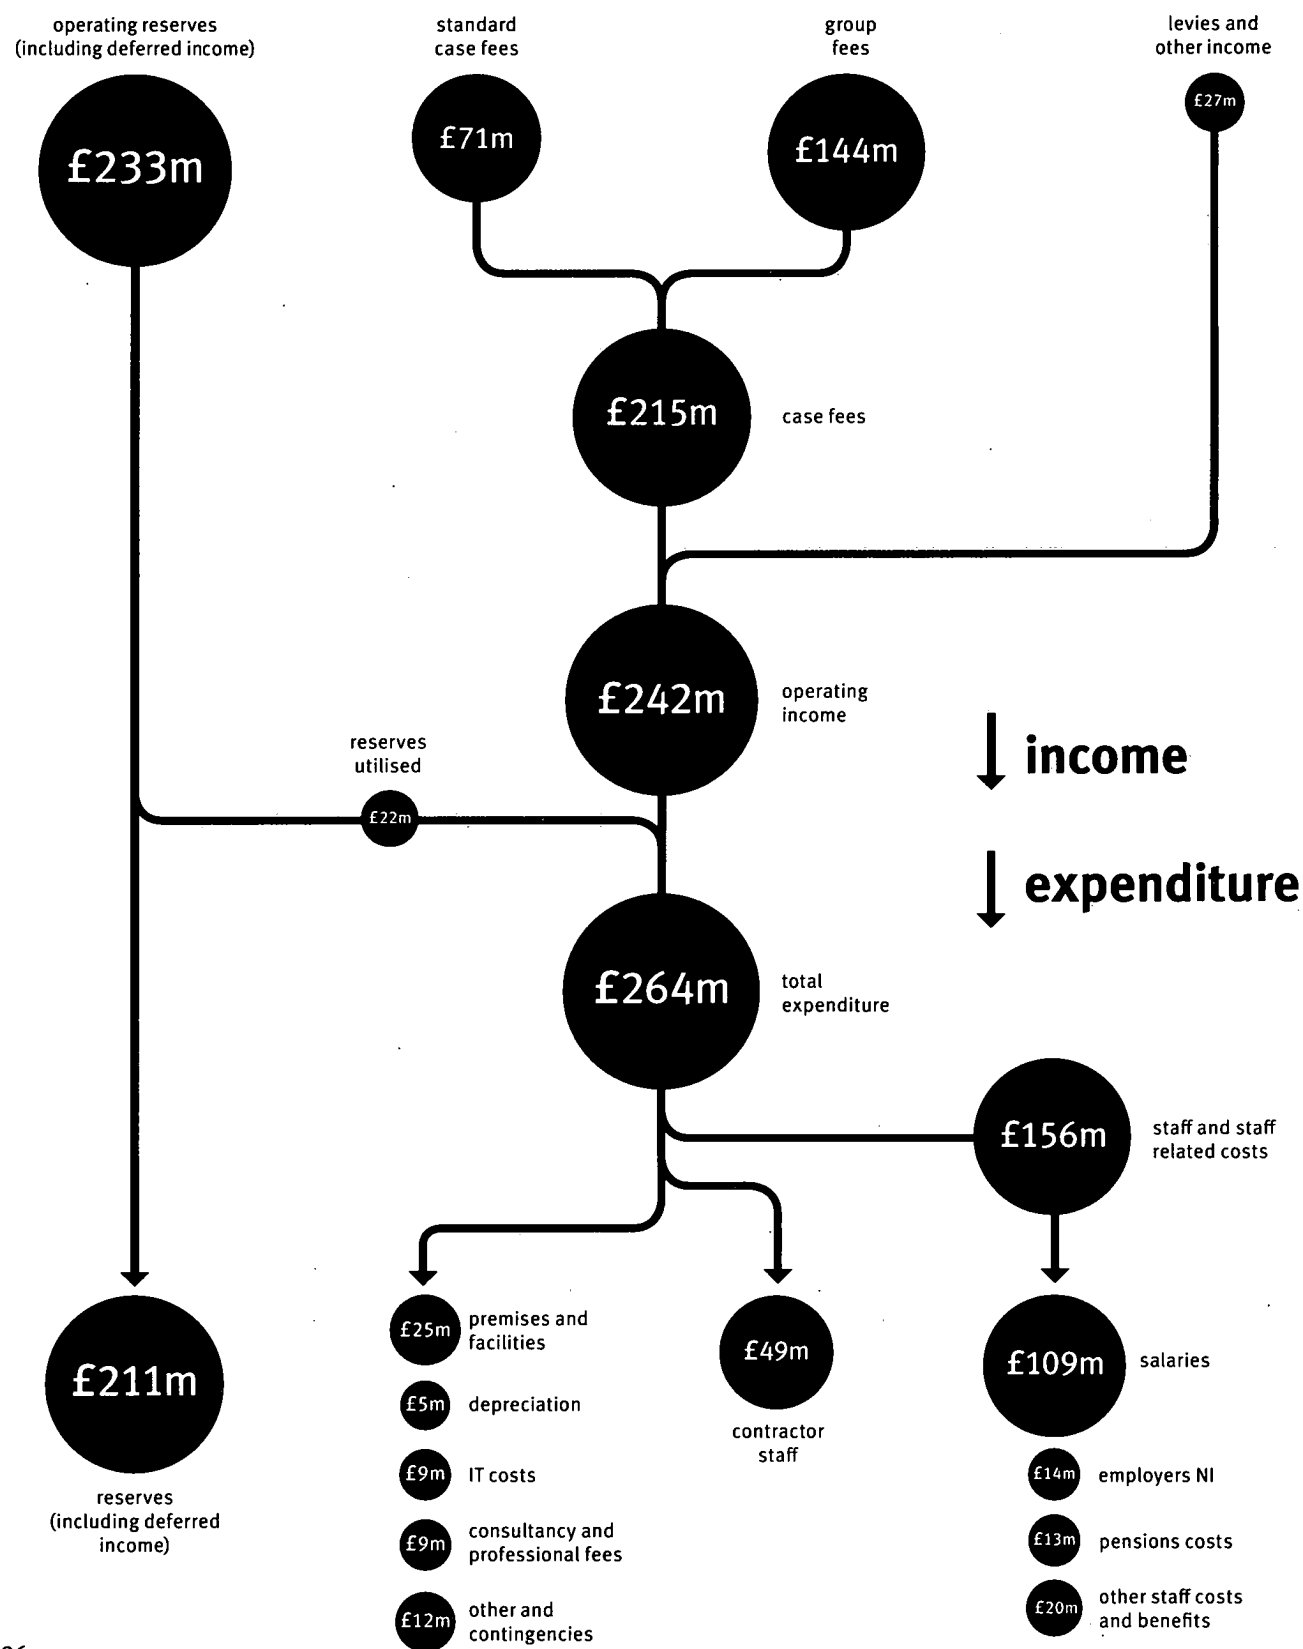 operating reserves
(including deferred income)
£233m
standard
case fees
£71m
group
fees
£144m
levies and
other income
£27m
£215m
case fees
£242m
operating
income
income
reserves
utilised
£22m
expenditure
£264m
total
expenditure
£156m
staff and staff
related costs
£211m
reserves
(including deferred
income)
£25m
premises and
facilities
£5m
depreciation
£9m
IT costs
£9m
consultancy and
professional fees
£12m
other and
contingencies
£49m
contractor
staff
£109m
salaries
£14m
employers NI
£13m
pensions costs
£20m
other staff costs
and benefits